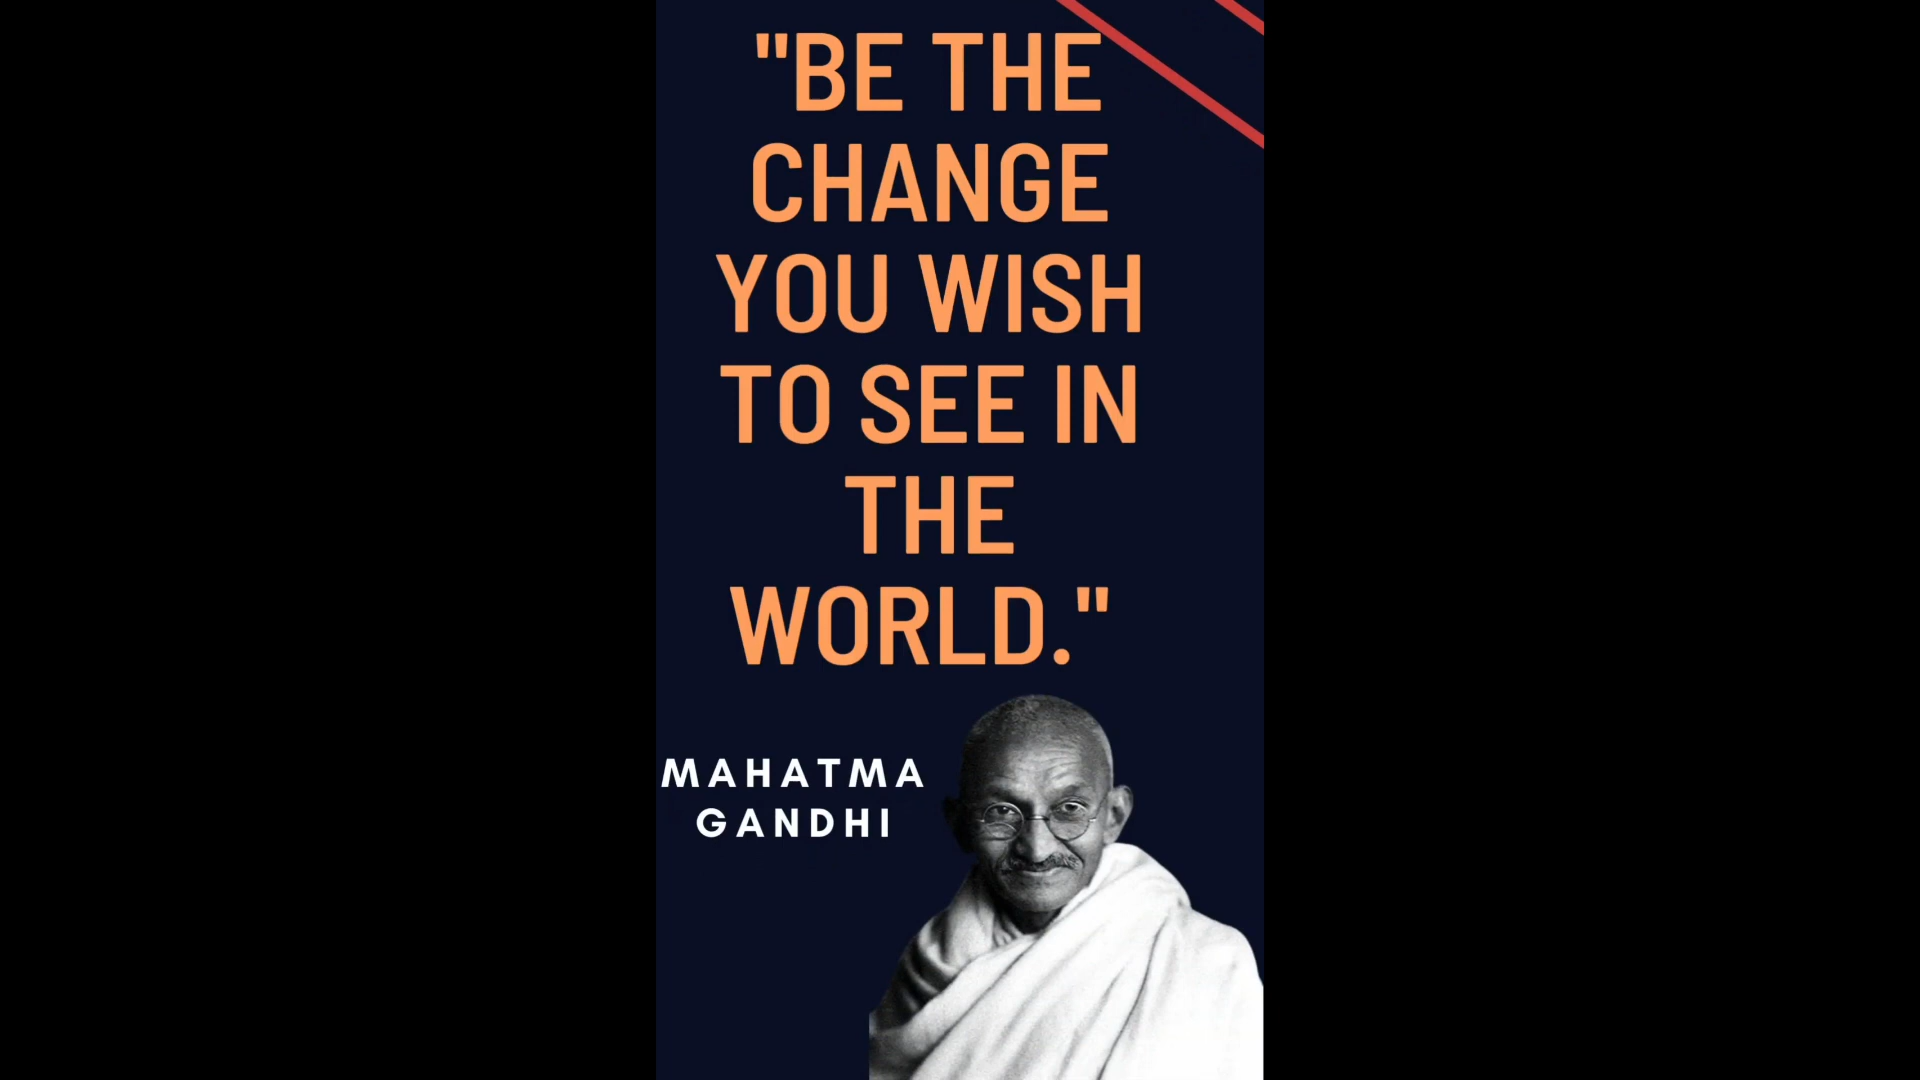 "BE THE
CHANGE
YOU WISH
TO SEE IN
THE
WORLD."
MAHATMA
GANDHI